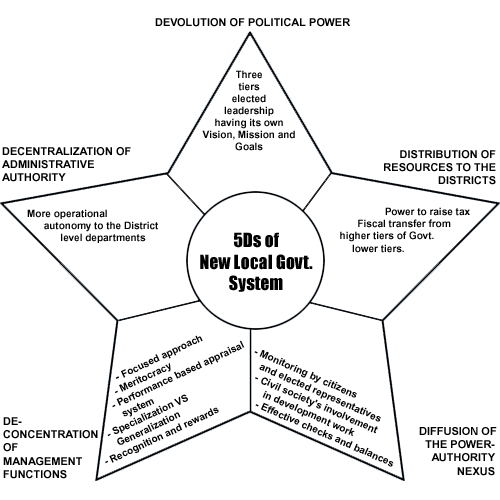 DEVOLUTION OF POLITICAL POWER
Three
tiers
elected
leadership
having its own
Vision, Mission and
Goals
DECENTRALIZATION OF
ADMINISTRATIVE
AUTHORITY
More operational
autonomy to the District
level departments
DISTRIBUTION OF
RESOURCES TO THE
DISTRICTS
Power to raise tax
Fiscal transfer from
higher tiers of Govt.
lower tiers.
5Ds of
New Local Govt.
System
- Focused approach
- Meritocracy
- Performance based appraisal
system
- Specialization VS
Generalization
- Recognition and rewards
DE-
CONCENTRATION
OF
MANAGEMENT
FUNCTIONS
- Monitoring by citizens
and elected representatives
- Civil society's involvement
in development work
- Effective checks and balances
DIFFUSION OF
THE POWER-
AUTHORITY
NEXUS